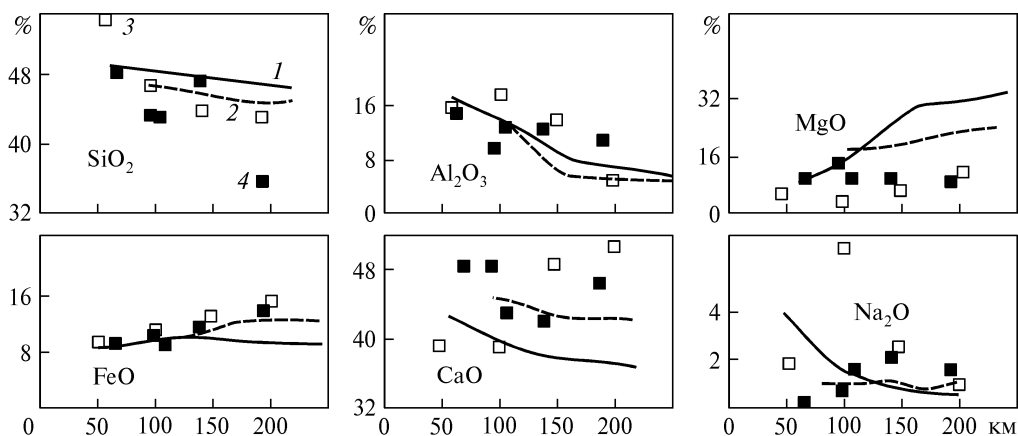 % 3 % %
48 1 32
2 16 MgO
40 SiO₂ 8 Al₂O₃ 16
4
32 0 0
16 48 4 Na₂O
8 40 2
FeO CaO
32
0 50 100 150 200 0 50 100 150 200 0 50 100 150 200 км